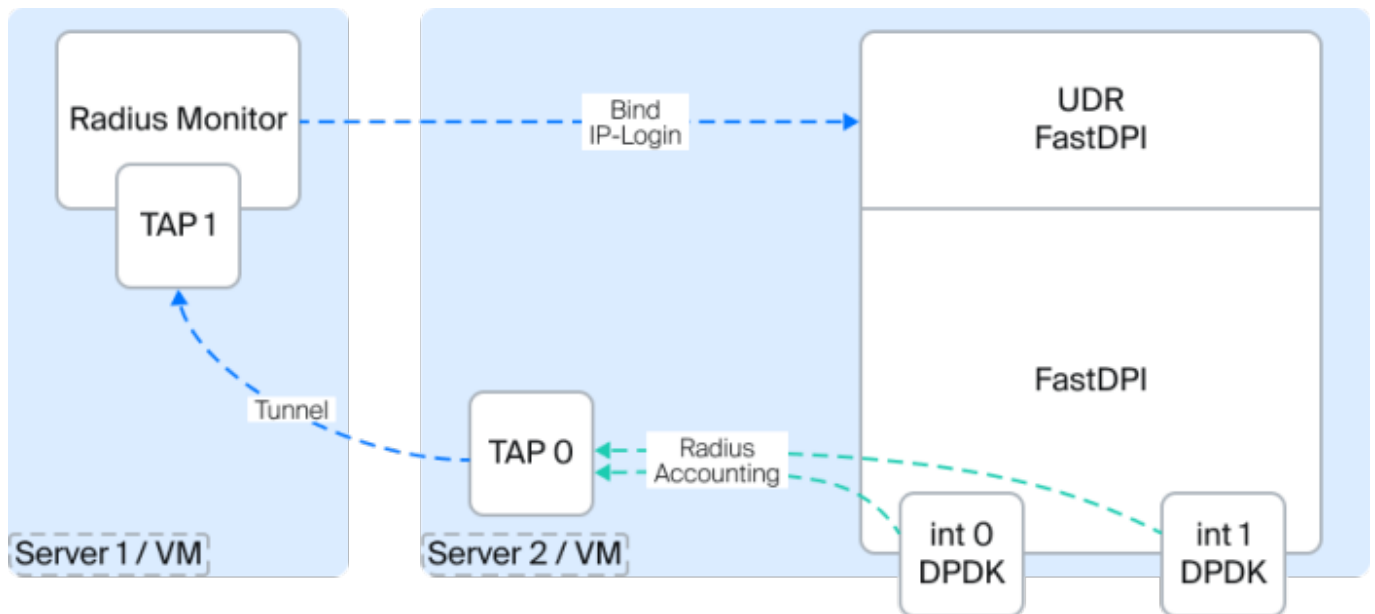 Radius Monitor
TAP 1
Bind
IP-Login
UDR
FastDPI
FastDPI
Tunnel
TAP 0
Radius
Accounting
int 0
DPDK
int 1
DPDK
Server 1 / VM
Server 2 / VM